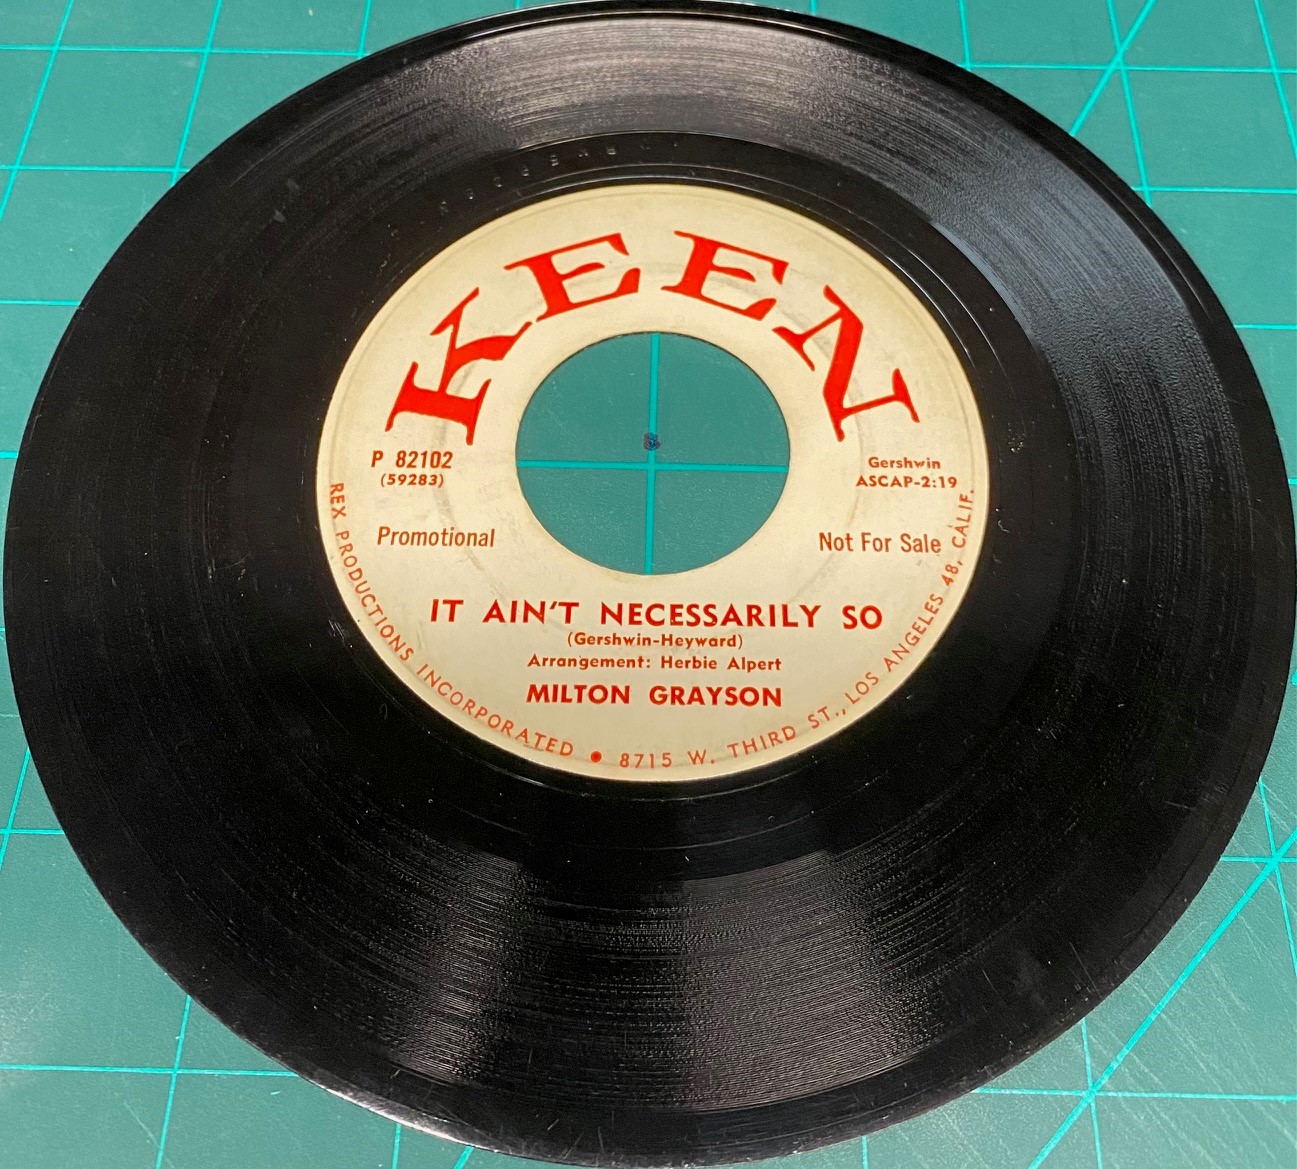 KEEN
P 82102
(59283)
Gershwin
ASCAP-2:19
Promotional
Not For Sale
IT AIN'T NECESSARILY SO
(Gershwin-Heyward)
Arrangement: Herbie Alpert
MILTON GRAYSON
REX PRODUCTIONS INCORPORATED • 8715 W. THIRD ST., LOS ANGELES 48, CALIF.